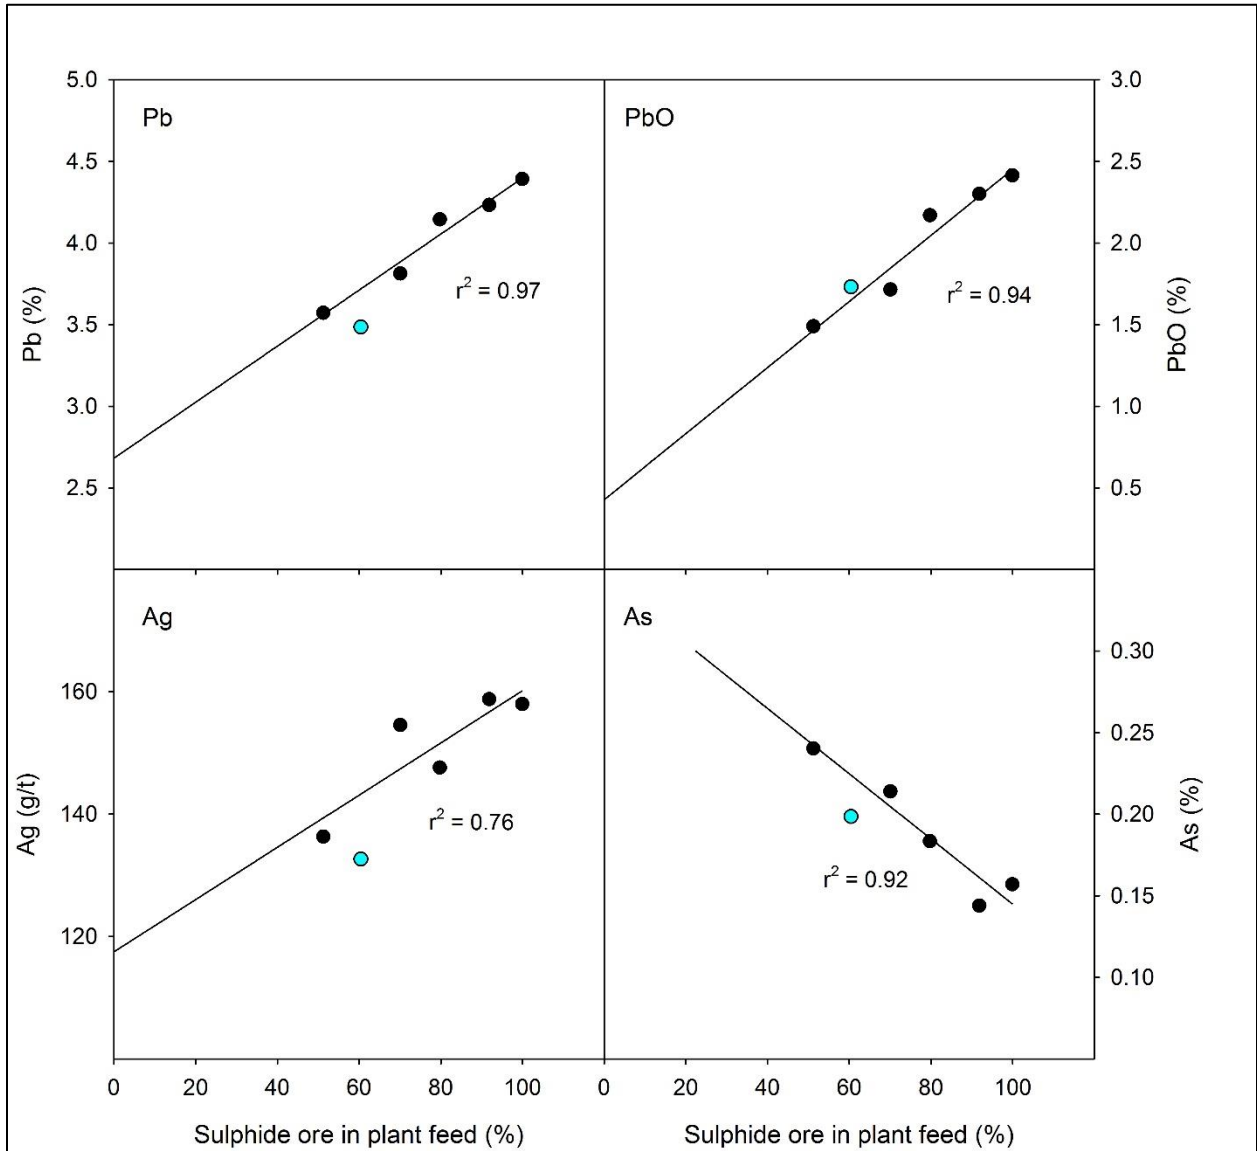 5.0
4.5
4.0
3.5
3.0
2.5
Pb (%)
Pb
r² = 0.97
PbO
r² = 0.94
3.0
2.5
2.0
1.5
1.0
0.5
PbO (%)
160
140
120
Ag (g/t)
Ag
r² = 0.76
As
r² = 0.92
0.30
0.25
0.20
0.15
0.10
As (%)
0 20 40 60 80 100
0 20 40 60 80 100
Sulphide ore in plant feed (%)
Sulphide ore in plant feed (%)